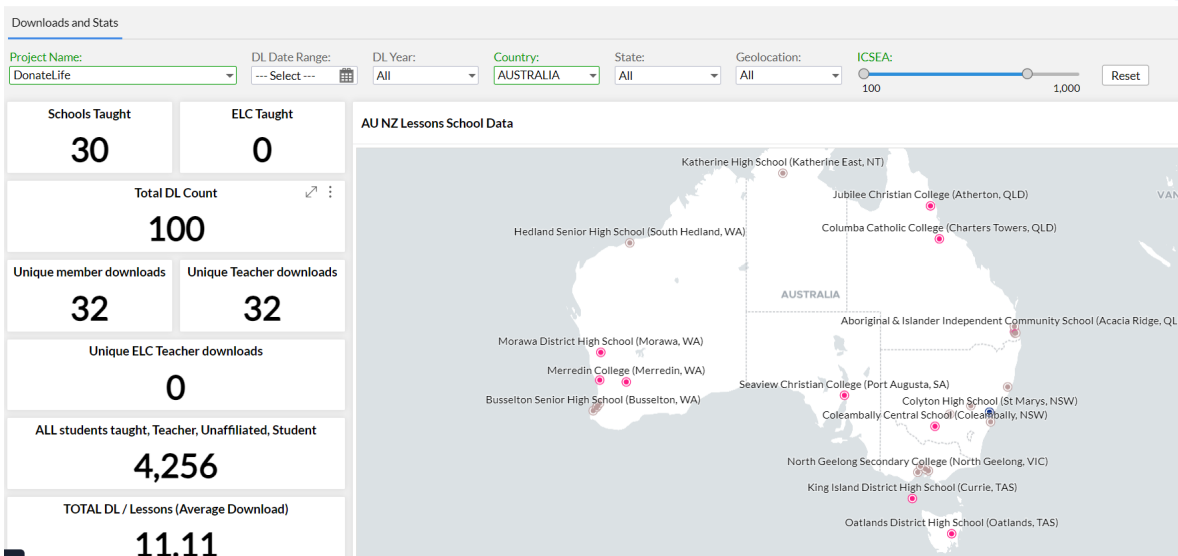 Downloads and Stats
Project Name: DL Date Range: DL Year: Country: State: Geolocation: ICSEA:
DonateLife --- Select --- All AUSTRALIA All All Reset
100 1,000
Schools Taught ELC Taught
30 0
Total DL Count
100
Unique member downloads Unique Teacher downloads
32 32
Unique ELC Teacher downloads
0
ALL students taught, Teacher, Unaffiliated, Student
4,256
TOTAL DL / Lessons (Average Download)
11.11
AU NZ Lessons School Data
Katherine High School (Katherine East, NT)
Jubilee Christian College (Atherton, QLD)
VAN
Hedland Senior High School (South Hedland, WA)
Columba Catholic College (Charters Towers, QLD)
AUSTRALIA
Aboriginal & Islander Independent Community School (Acacia Ridge, QL
Morawa District High School (Morawa, WA)
Merredin College (Merredin, WA)
Seaview Christian College (Port Augusta, SA)
Busselton Senior High School (Busselton, WA)
Colyton High School (St Marys, NSW)
Coleambally Central School (Coleambally, NSW)
North Geelong Secondary College (North Geelong, VIC)
King Island District High School (Currie, TAS)
Oatlands District High School (Oatlands, TAS)